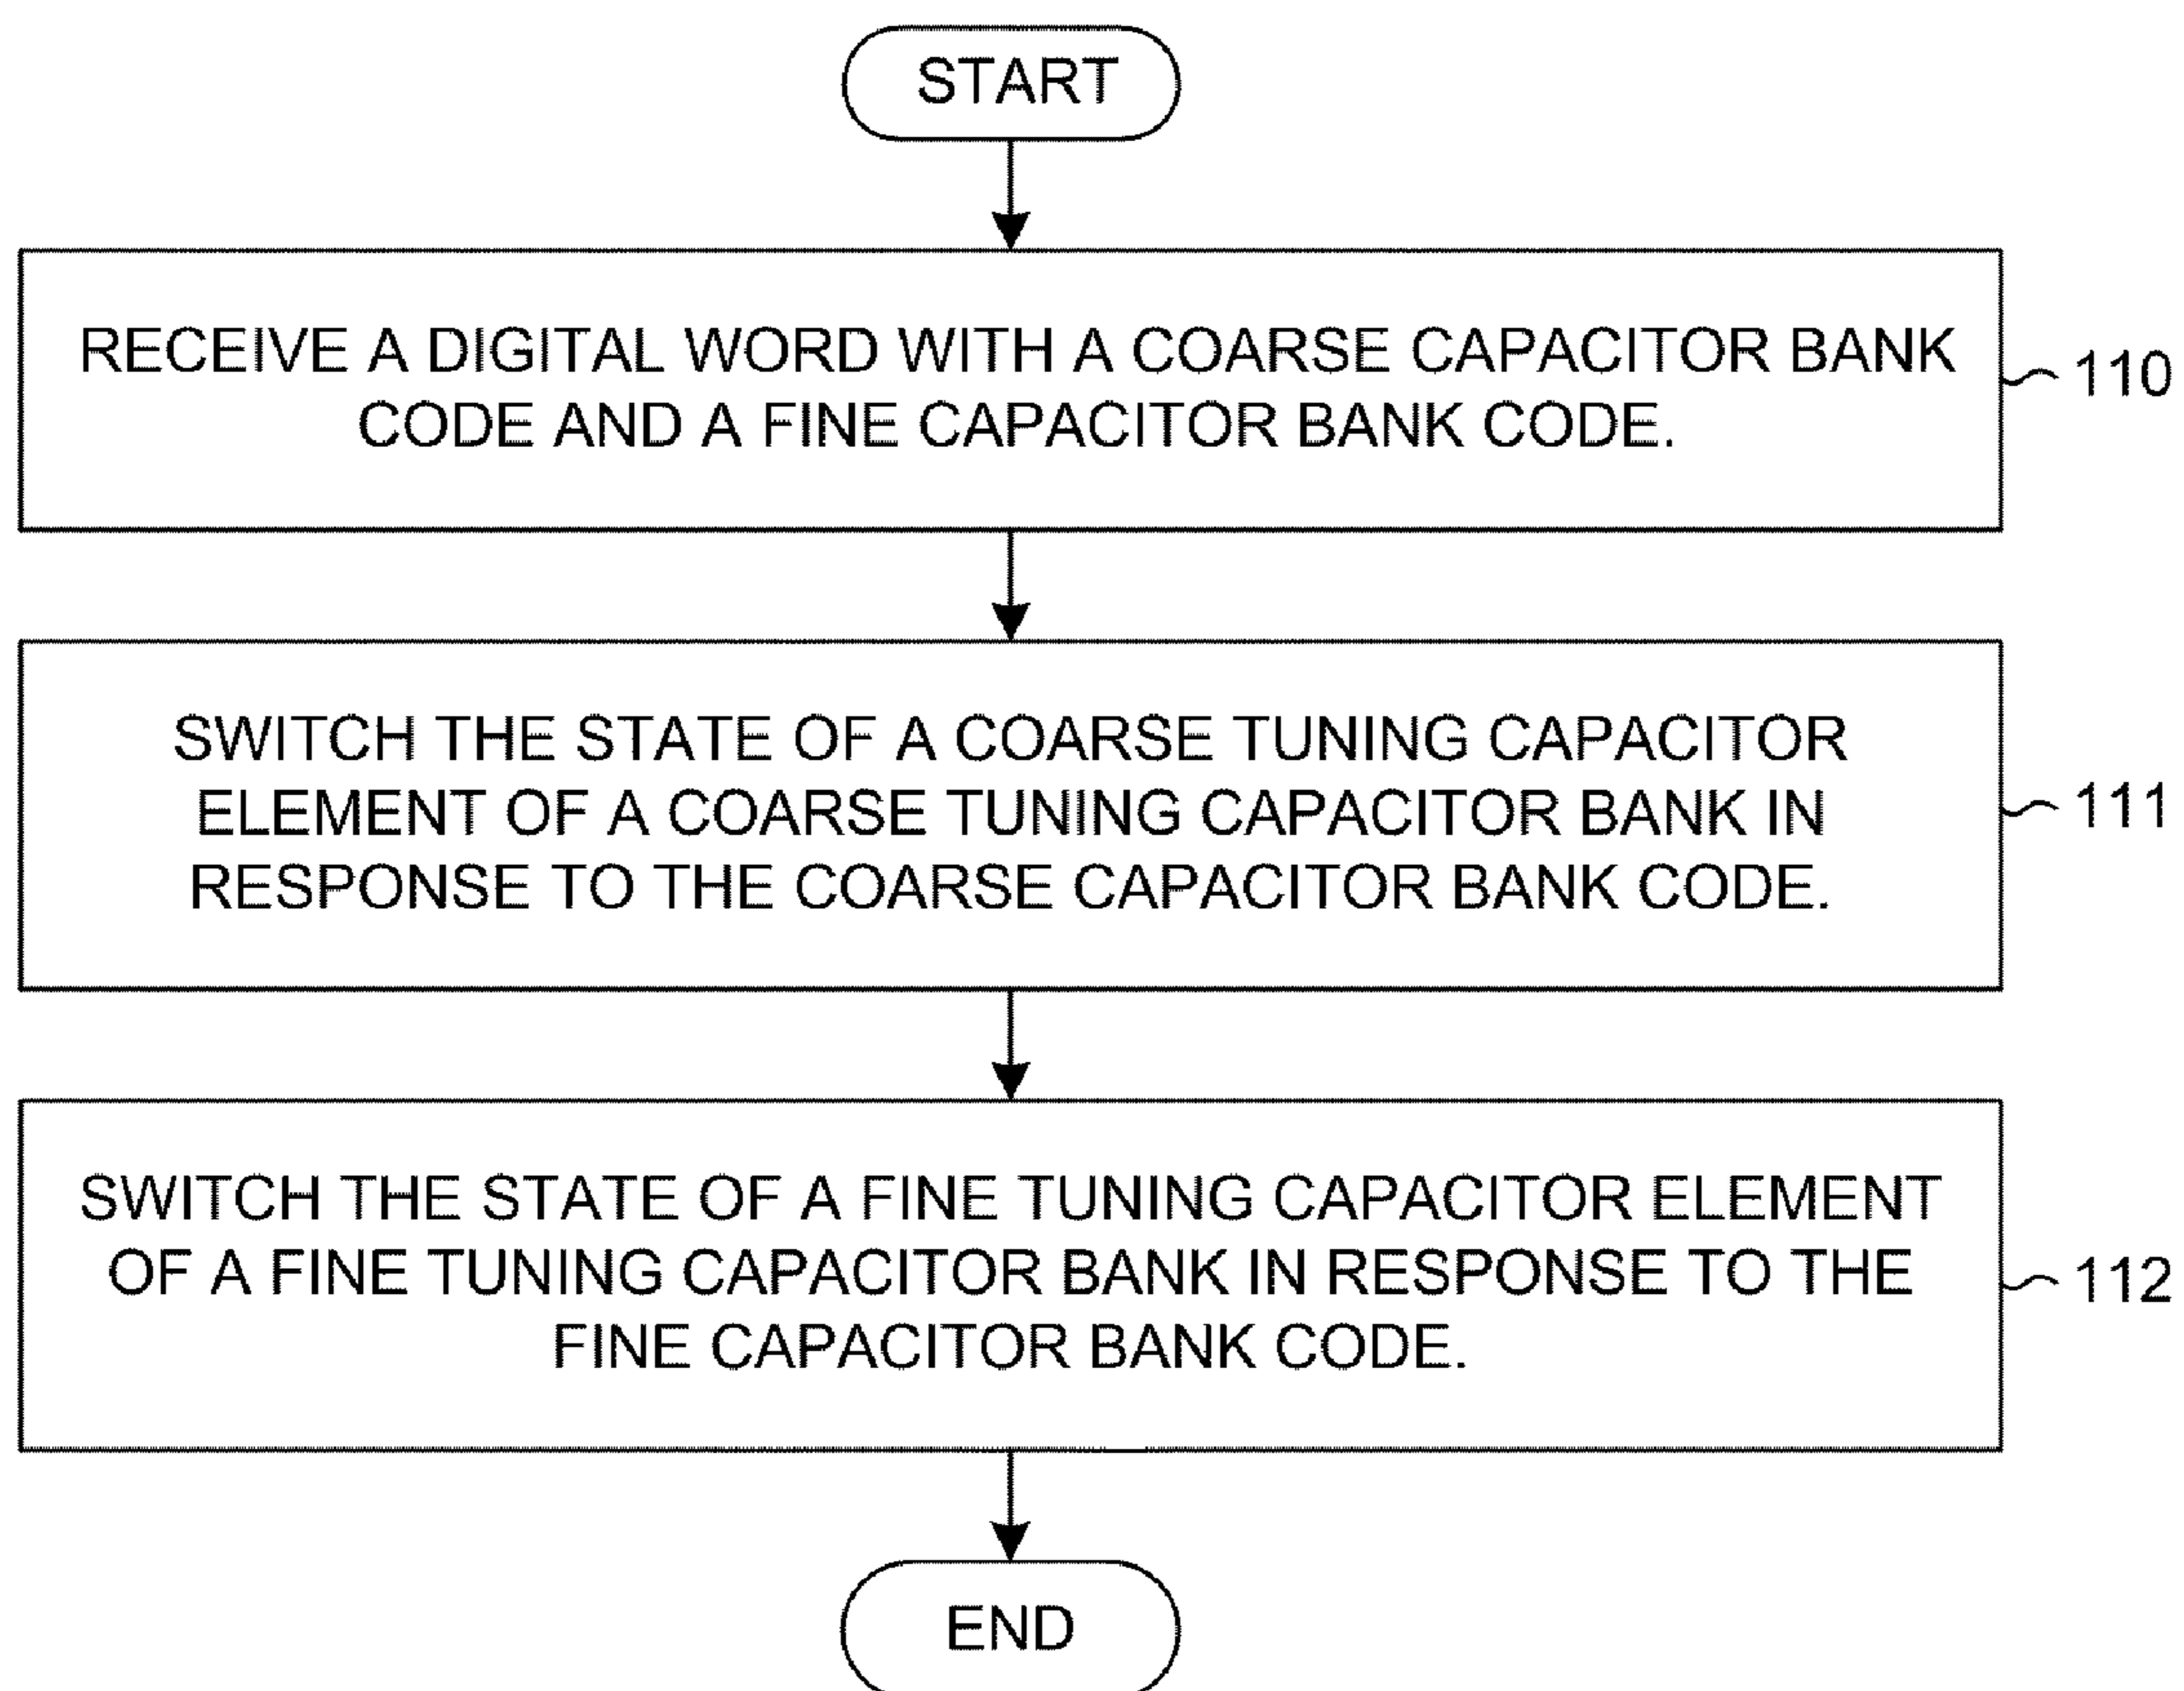 START
RECEIVE A DIGITAL WORD WITH A COARSE CAPACITOR BANK
CODE AND A FINE CAPACITOR BANK CODE.
110
SWITCH THE STATE OF A COARSE TUNING CAPACITOR
ELEMENT OF A COARSE TUNING CAPACITOR BANK IN
RESPONSE TO THE COARSE CAPACITOR BANK CODE.
111
SWITCH THE STATE OF A FINE TUNING CAPACITOR ELEMENT
OF A FINE TUNING CAPACITOR BANK IN RESPONSE TO THE
FINE CAPACITOR BANK CODE.
112
END